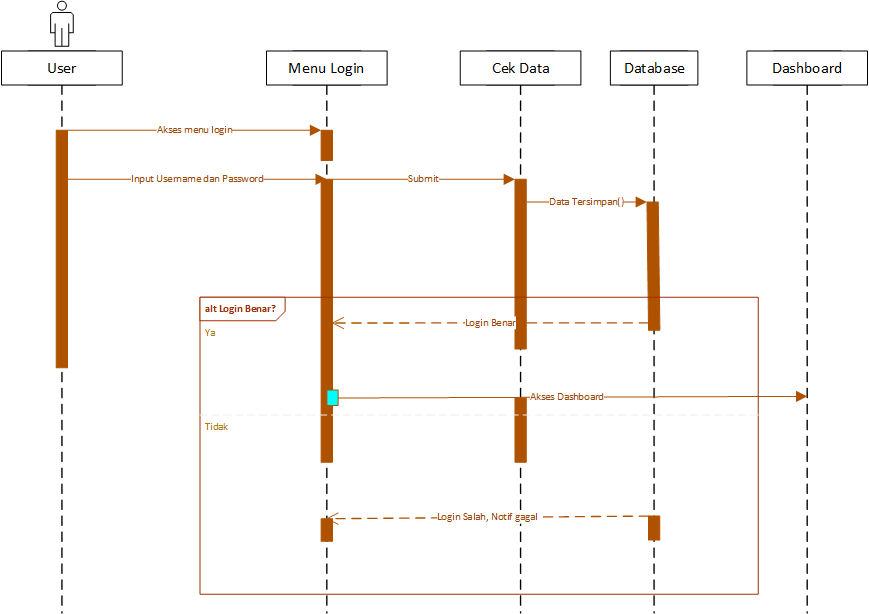 User
Menu Login
Cek Data
Database
Dashboard
Akses menu login
Input Username dan Password
Submit
Data Tersimpan()
alt Login Benar?
Login Benar
Ya
Akses Dashboard
Tidak
Login Salah, Notif gagal